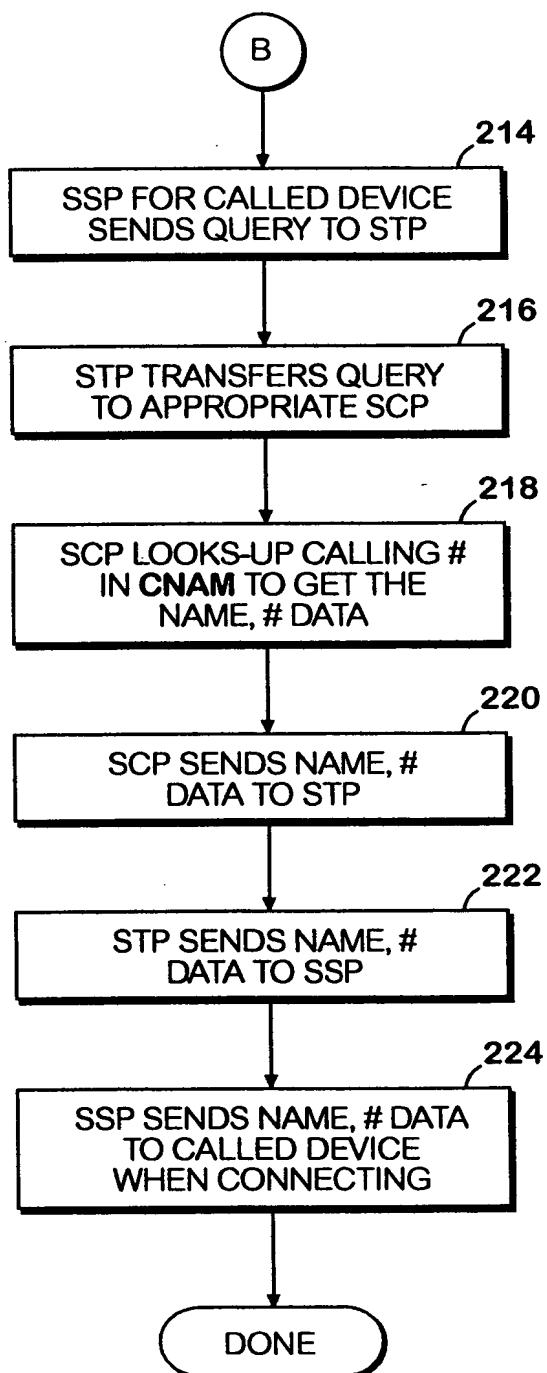 B
214
SSP FOR CALLED DEVICE
SENDS QUERY TO STP
216
STP TRANSFERS QUERY
TO APPROPRIATE SCP
218
SCP LOOKS-UP CALLING #
IN CNAM TO GET THE
NAME, # DATA
220
SCP SENDS NAME, #
DATA TO STP
222
STP SENDS NAME, #
DATA TO SSP
224
SSP SENDS NAME, # DATA
TO CALLED DEVICE
WHEN CONNECTING
DONE